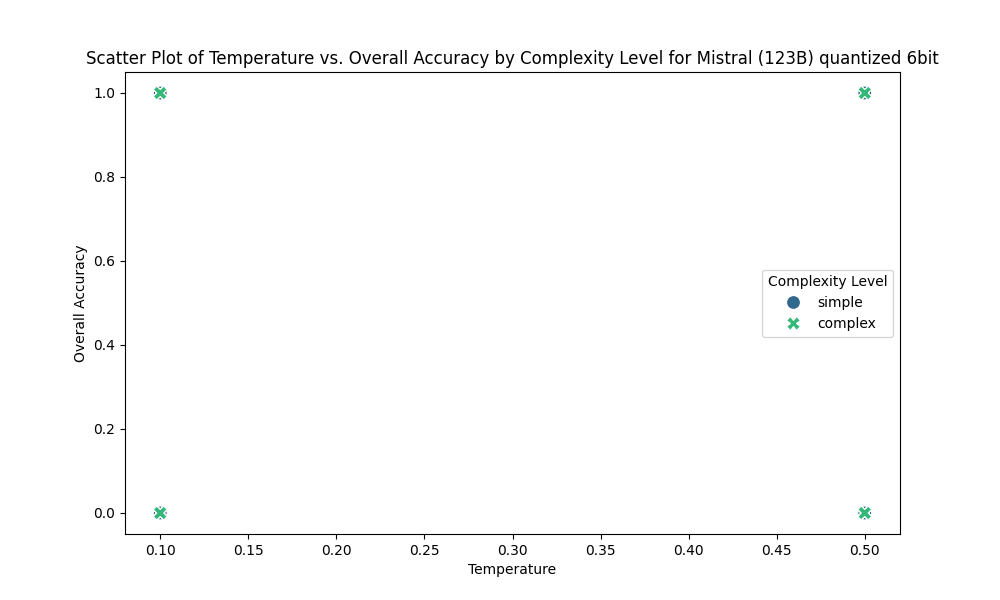 Scatter Plot of Temperature vs. Overall Accuracy by Complexity Level for Mistral (123B) quantized 6bit
1.0
0.8
0.6
0.4
0.2
0.0
Overall Accuracy
Complexity Level
simple
complex
0.10 0.15 0.20 0.25 0.30 0.35 0.40 0.45 0.50
Temperature